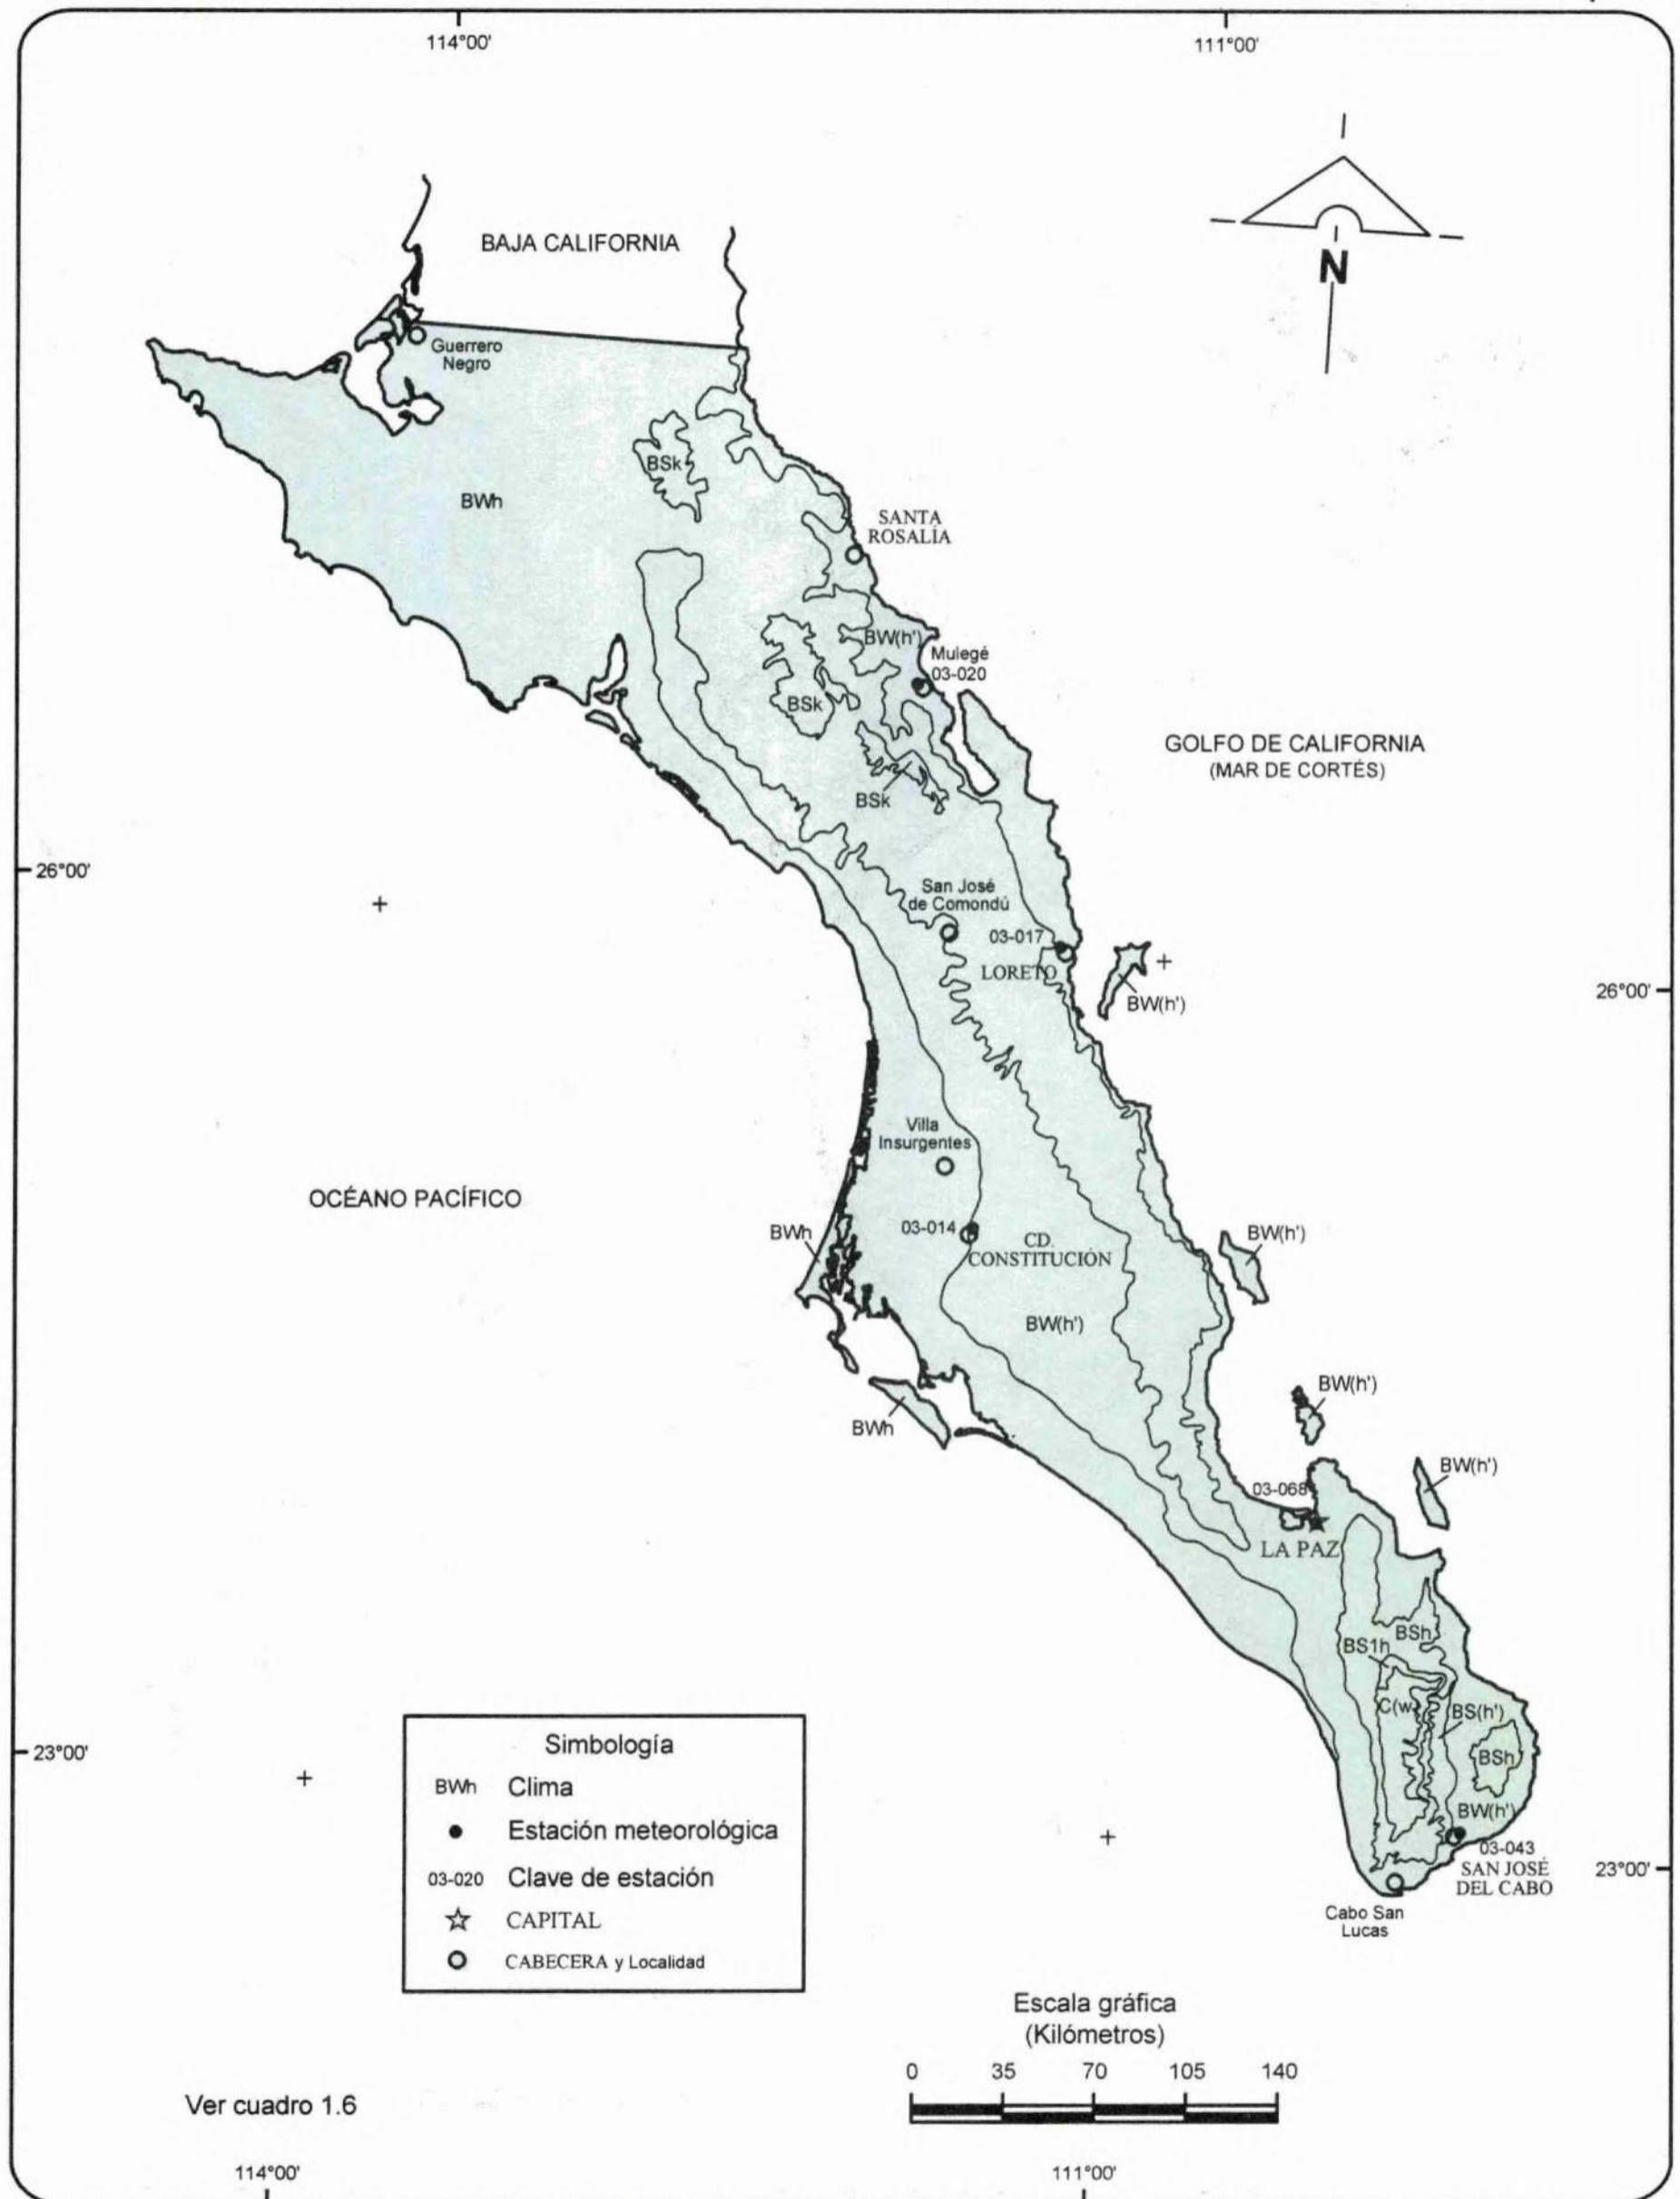 114°00'
111°00'
BAJA CALIFORNIA
N
Guerrero
Negro
BSk
BWh
SANTA
ROSALÍA
BW(h')
Mulegé
03-020
BSk
GOLFO DE CALIFORNIA
(MAR DE CORTÉS)
BSk
26°00'
San José
de Comondú
03-017
LORETO
BW(h')
26°00'
Villa
Insurgentes
OCÉANO PACÍFICO
BWh
03-014
CD.
CONSTITUCIÓN
BW(h')
BW(h')
BW(h')
BWh
BW(h')
03-068
LA PAZ
BSh
BS1h
C(w
BS(h')
BSh
BW(h')
03-043
SAN JOSÉ
DEL CABO
Cabo San
Lucas
23°00'
23°00'
Simbología
BWh Clima
Estación meteorológica
03-020 Clave de estación
CAPITAL
CABECERA y Localidad
Escala gráfica
(Kilómetros)
0 35 70 105 140
Ver cuadro 1.6
114°00'
111°00'